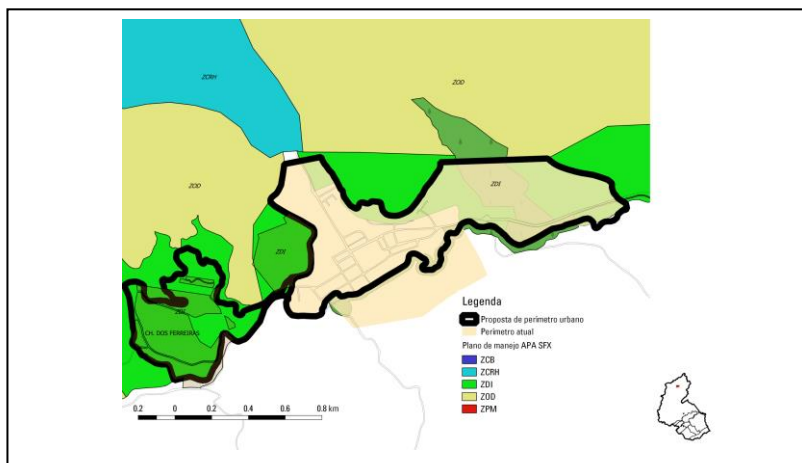 ZCRH
ZOD
ZOD
ZDI
ZDI
CH. DOS FERREIRAS
Legenda
Proposta de perímetro urbano
Perímetro atual
Plano de manejo APA SFX
ZCB
ZCRH
ZDI
ZOD
ZPM
0.2 0 0.2 0.4 0.6 0.8 km